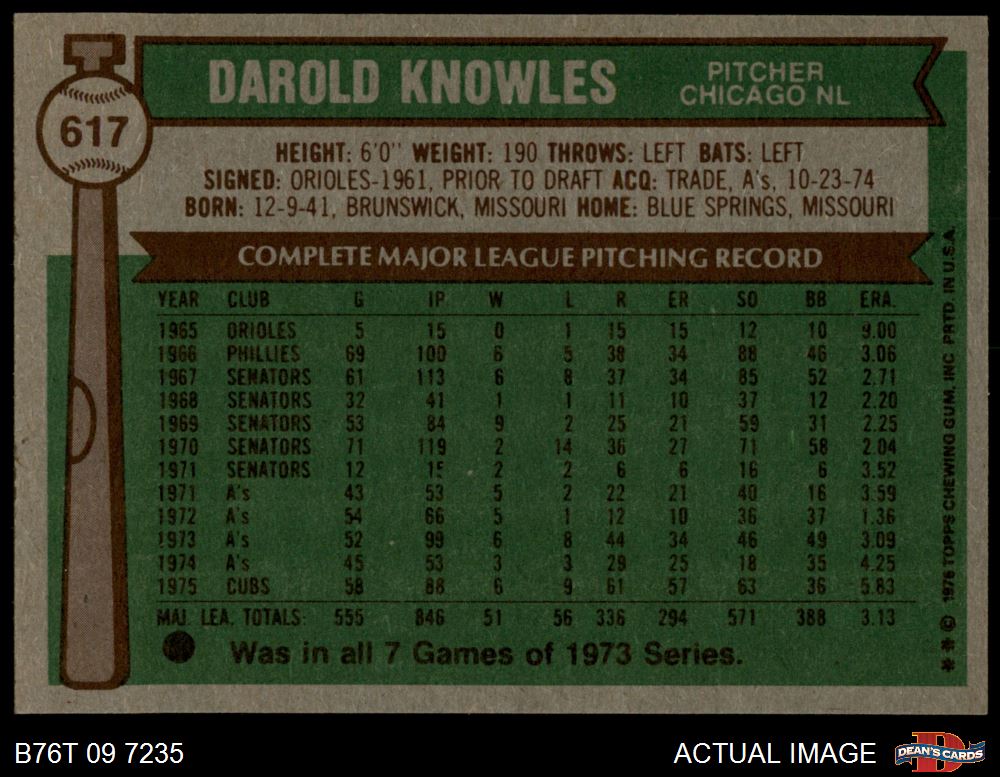 617
DAROLD KNOWLES
PITCHER
CHICAGO NL
HEIGHT: 6'0" WEIGHT: 190 THROWS: LEFT BATS: LEFT
SIGNED: ORIOLES-1961, PRIOR TO DRAFT ACQ: TRADE, A's, 10-23-74
BORN: 12-9-41, BRUNSWICK, MISSOURI HOME: BLUE SPRINGS, MISSOURI
COMPLETE MAJOR LEAGUE PITCHING RECORD
YEAR CLUB G IP W L R ER SO BB ERA.
1965 ORIOLES 5 15 0 1 15 15 12 10 9.00
1966 PHILLIES 69 100 6 5 38 34 88 46 3.06
1967 SENATORS 61 113 6 8 37 34 85 52 2.71
1968 SENATORS 32 41 1 1 11 10 37 12 2.20
1969 SENATORS 53 84 9 2 25 21 59 31 2.25
1970 SENATORS 71 119 2 14 36 27 71 58 2.04
1971 SENATORS 12 15 2 2 6 6 16 6 3.52
1971 A's 43 53 5 2 22 21 40 16 3.59
1972 A's 54 66 5 1 12 10 36 37 1.36
1973 A's 52 99 6 8 44 34 46 49 3.09
1974 A's 45 53 3 3 29 25 18 35 4.25
1975 CUBS 58 88 6 9 61 57 63 36 5.83
MAJ. LEA. TOTALS: 555 846 51 56 336 294 571 388 3.13
Was in all 7 Games of 1973 Series.
** © 1976 TOPPS CHEWING GUM, INC PRTD. IN U.S.A.
B76T 09 7235
ACTUAL IMAGE
DEAN'S CARDS